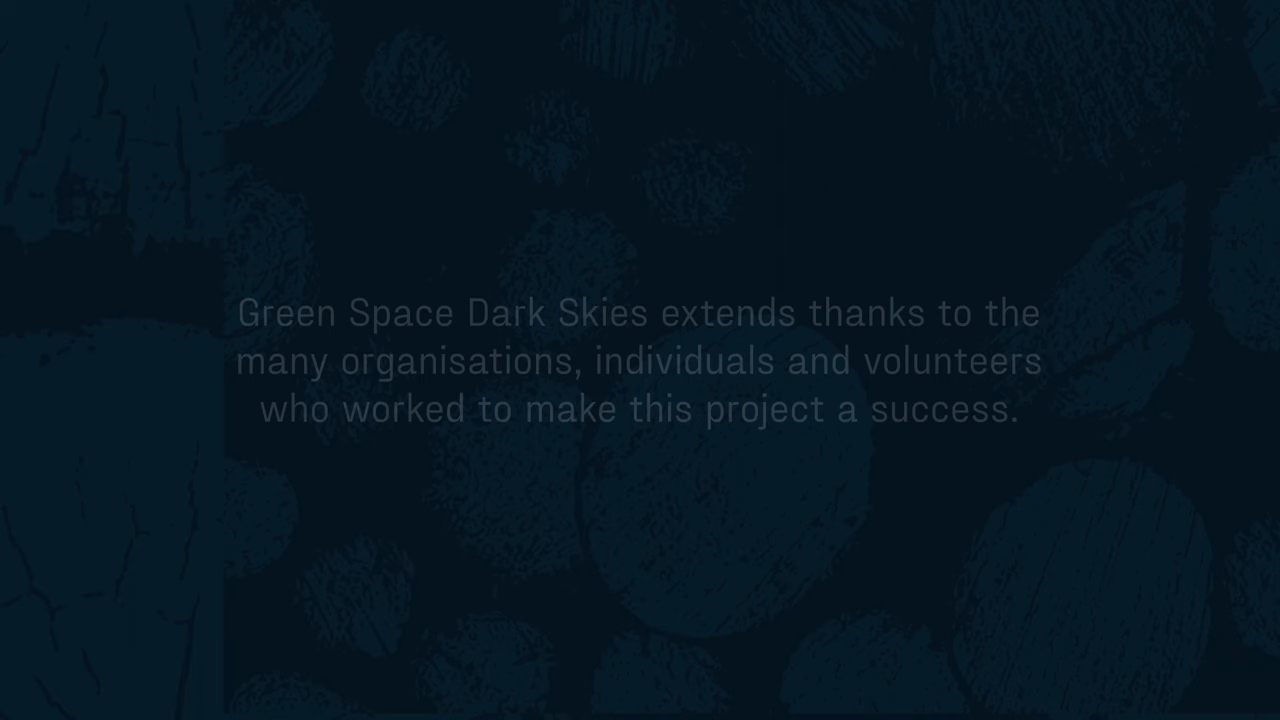 Green Space Dark Skies extends thanks to the
many organisations, individuals and volunteers
who worked to make this project a success.